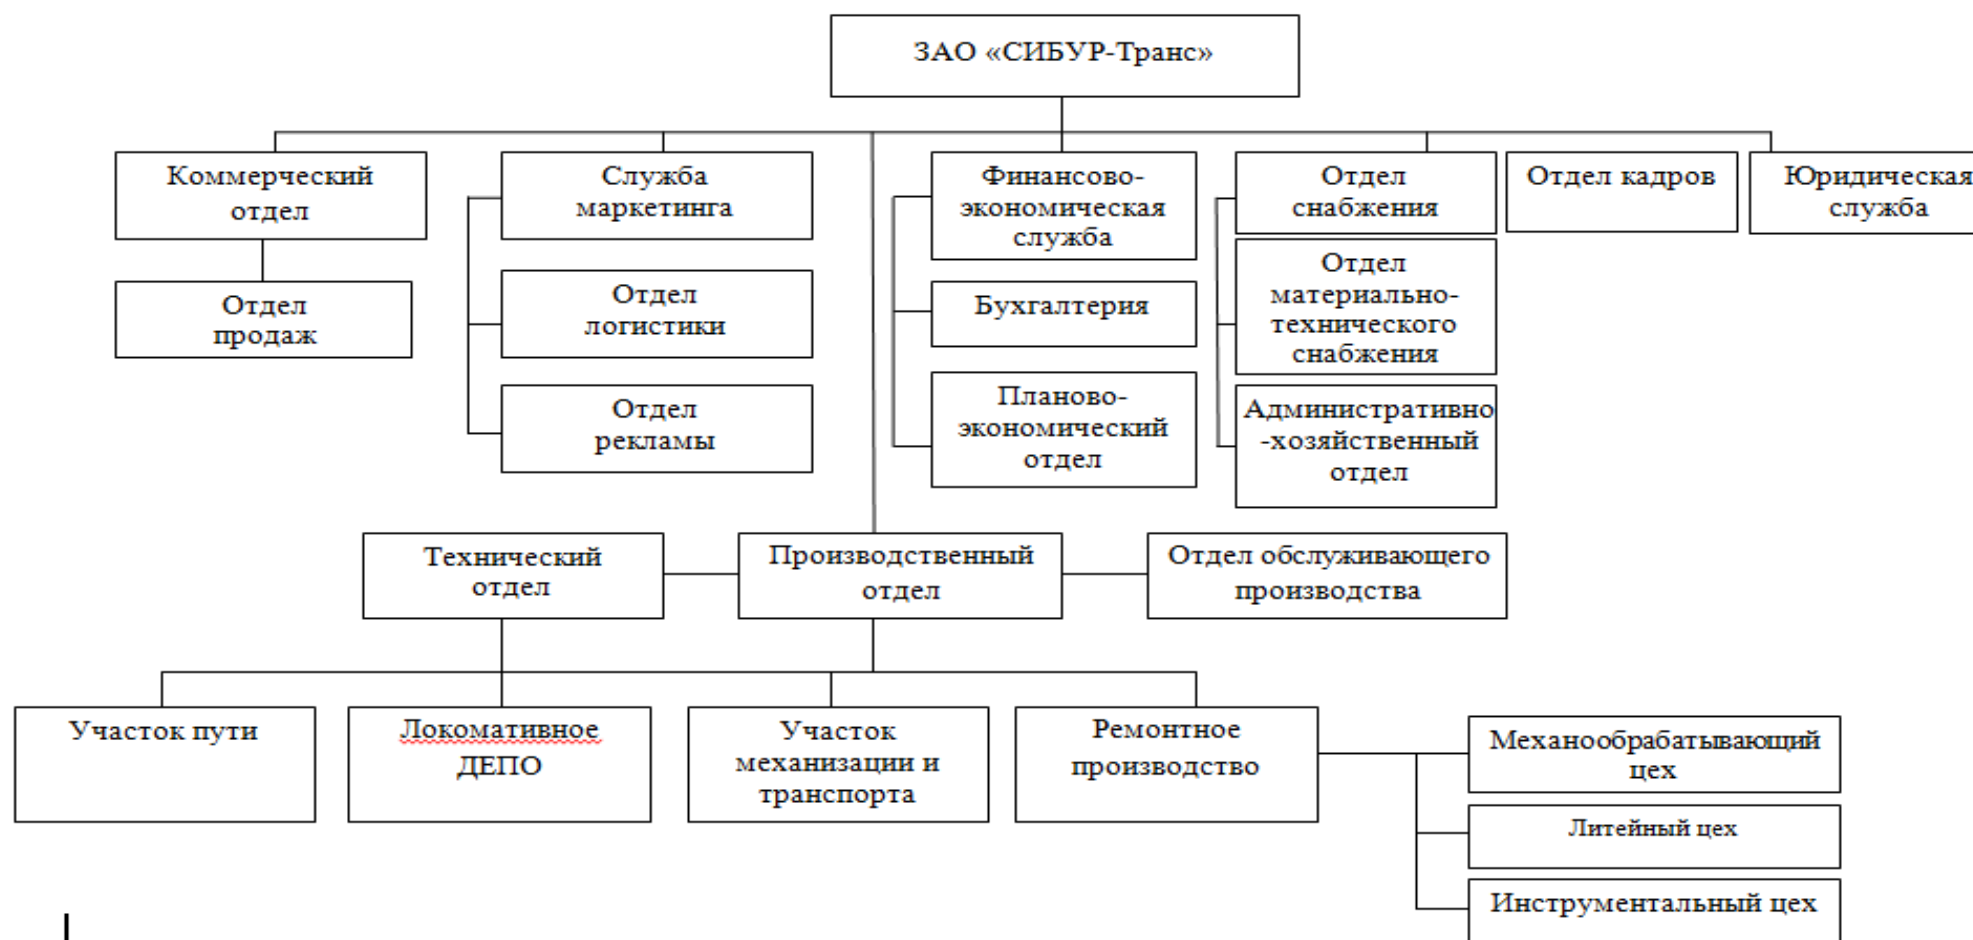 ЗАО «СИБУР-Транс»
Коммерческий
отдел
Служба
маркетинга
Финансово-
экономическая
служба
Отдел
снабжения
Отдел кадров
Юридическая
служба
Отдел
продаж
Отдел
логистики
Отдел
рекламы
Бухгалтерия
Планово-
экономический
отдел
Отдел
материально-
технического
снабжения
Административно
-хозяйственный
отдел
Технический
отдел
Производственный
отдел
Отдел обслуживающего
производства
Участок пути
Локомативное
ДЕПО
Участок
механизации и
транспорта
Ремонтное
производство
Механообрабатывающий
цех
Литейный цех
Инструментальный цех